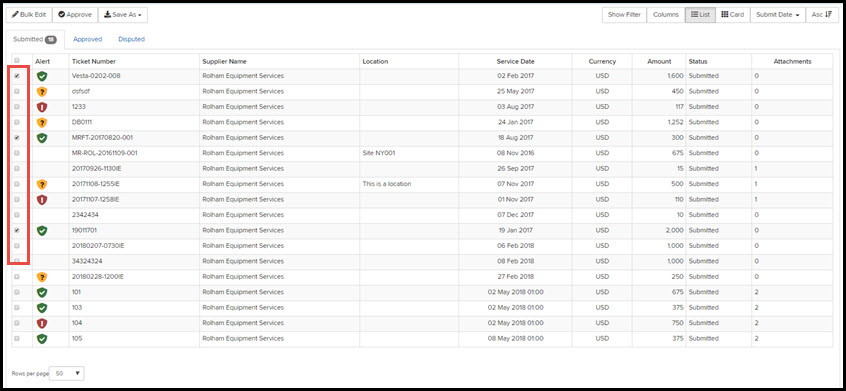 Bulk Edit Approve Save As Show Filter Columns List Card Submit Date Asc
Submitted 18 Approved Disputed
Alert Ticket Number Supplier Name Location Service Date Currency Amount Status Attachments
Vesta-0202-008 Rolham Equipment Services 02 Feb 2017 USD 1,600 Submitted 0
dsfsdf Rolham Equipment Services 25 May 2017 USD 450 Submitted 0
1233 Rolham Equipment Services 03 Aug 2017 USD 117 Submitted 0
DB0111 Rolham Equipment Services 24 Jan 2017 USD 1,252 Submitted 0
MRFT-20170820-001 Rolham Equipment Services 18 Aug 2017 USD 300 Submitted 0
MR-ROL-20161109-001 Rolham Equipment Services Site NY001 08 Nov 2016 USD 675 Submitted 0
20170926-1130IE Rolham Equipment Services 26 Sep 2017 USD 15 Submitted 1
20171108-1255IE Rolham Equipment Services This is a location 07 Nov 2017 USD 500 Submitted 1
20171107-1258IE Rolham Equipment Services 01 Nov 2017 USD 110 Submitted 1
2342434 Rolham Equipment Services 07 Dec 2017 USD 10 Submitted 0
19011701 Rolham Equipment Services 19 Jan 2017 USD 2,000 Submitted 0
20180207-0730IE Rolham Equipment Services 06 Feb 2018 USD 1,000 Submitted 0
34324324 Rolham Equipment Services 08 Feb 2018 USD 1,000 Submitted 0
20180228-1200IE Rolham Equipment Services 27 Feb 2018 USD 250 Submitted 0
101 Rolham Equipment Services 02 May 2018 01:00 USD 675 Submitted 2
103 Rolham Equipment Services 02 May 2018 01:00 USD 375 Submitted 2
104 Rolham Equipment Services 02 May 2018 01:00 USD 750 Submitted 2
105 Rolham Equipment Services 08 May 2018 01:00 USD 375 Submitted 2
Rows per page 50